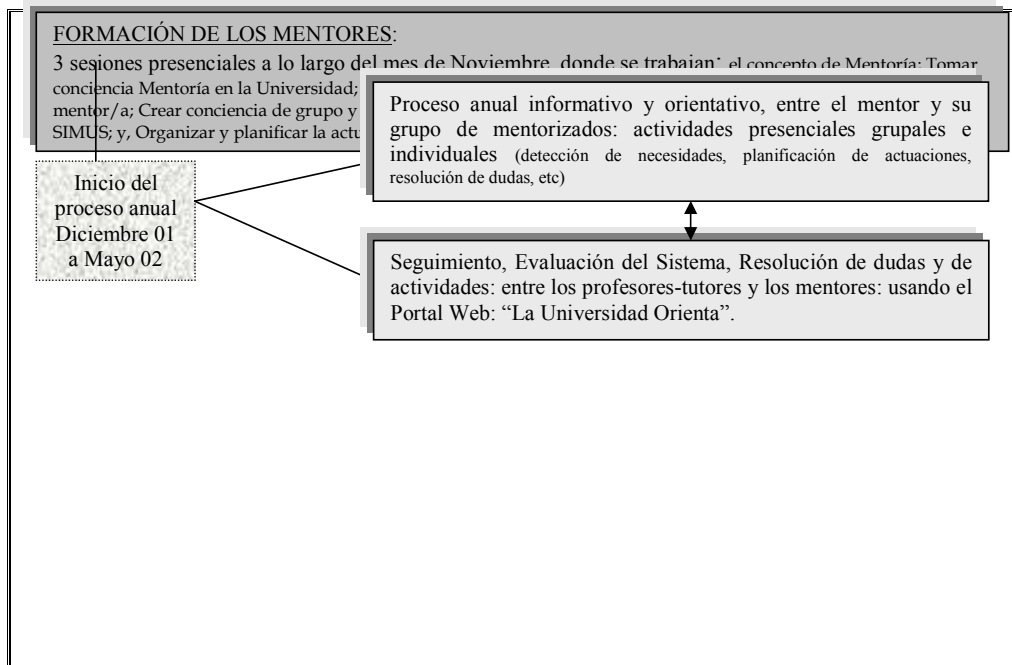 FORMACIÓN DE LOS MENTORES:
3 sesiones presenciales a lo largo del mes de Noviembre, donde se trabajan: el concepto de Mentoría; Tomar
conciencia Mentoría en la Universidad;
mentor/a; Crear conciencia de grupo y
SIMUS; y, Organizar y planificar la
Proceso anual informativo y orientativo, entre el mentor y su
grupo de mentorizados: actividades presenciales grupales e
individuales (detección de necesidades, planificación de actuaciones,
resolución de dudas, etc)
Inicio del
proceso anual
Diciembre 01
a Mayo 02
Seguimiento, Evaluación del Sistema, Resolución de dudas y de
actividades: entre los profesores-tutores y los mentores: usando el
Portal Web: “La Universidad Orienta”.